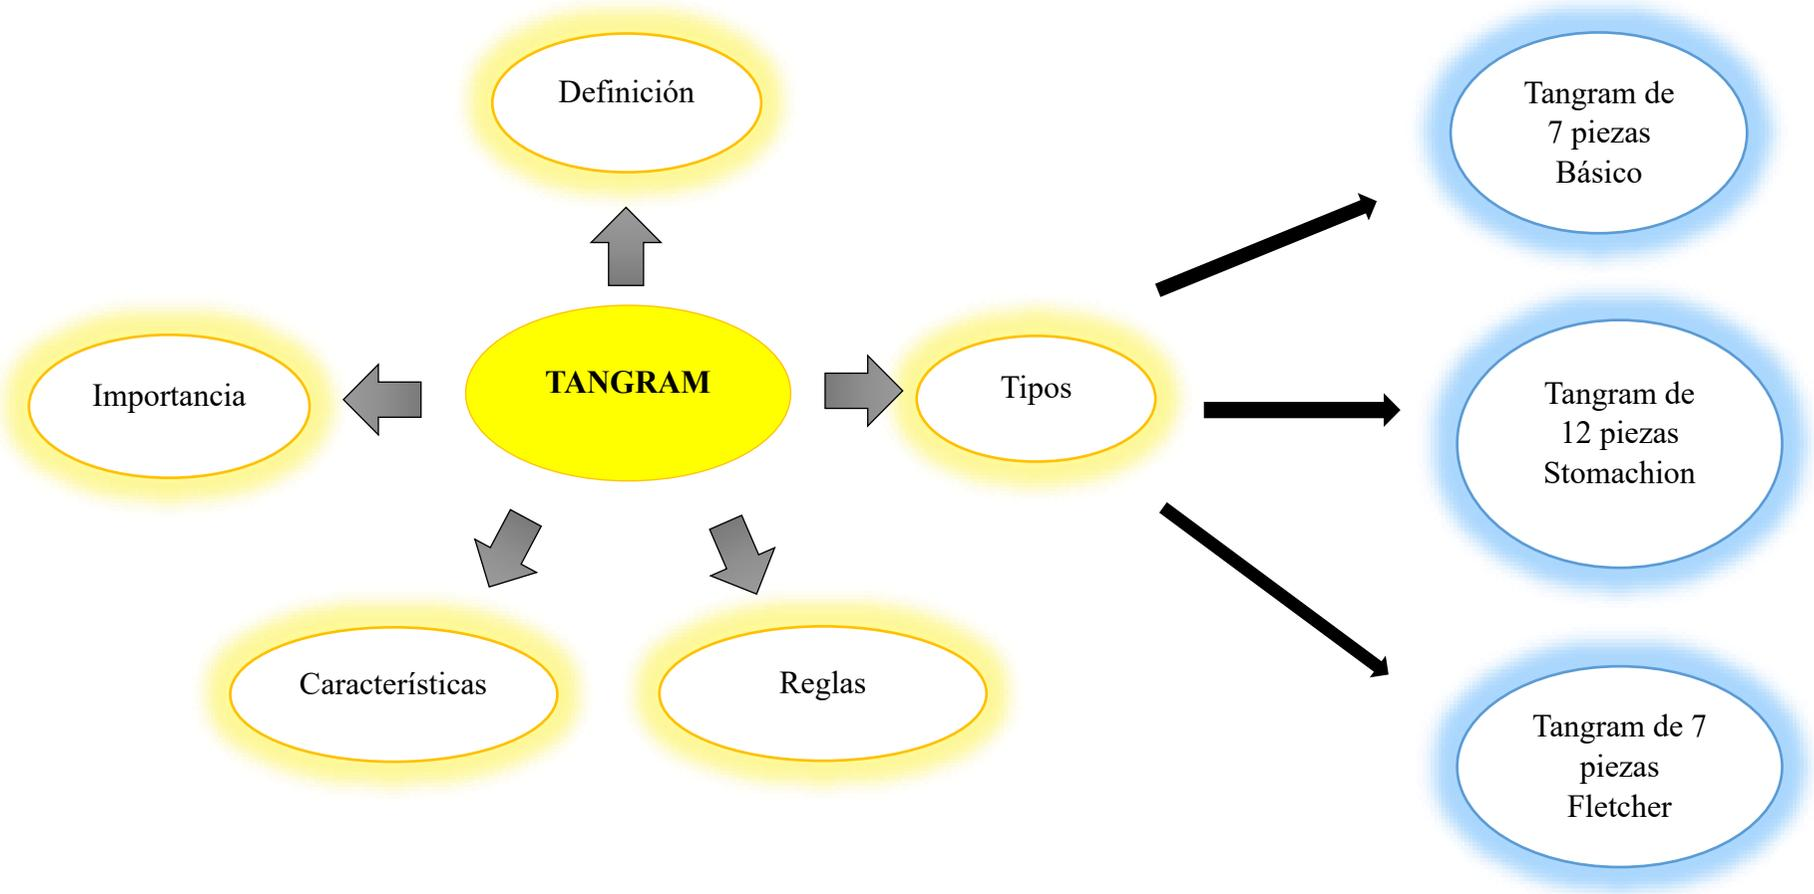 Definición
Importancia
TANGRAM
Tipos
Características
Reglas
Tangram de
7 piezas
Básico
Tangram de
12 piezas
Stomachion
Tangram de 7
piezas
Fletcher